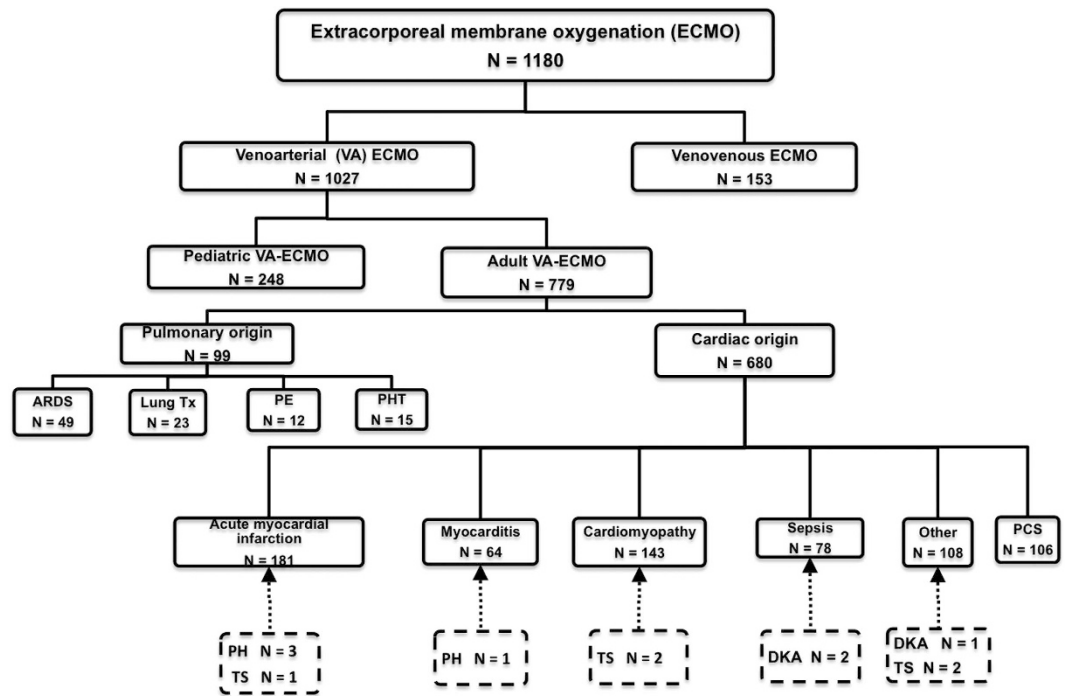 Extracorporeal membrane oxygenation (ECMO)
N = 1180
Venoarterial (VA) ECMO
N = 1027
Venovenous ECMO
N = 153
Pediatric VA-ECMO
N = 248
Adult VA-ECMO
N = 779
Pulmonary origin
N = 99
Cardiac origin
N = 680
ARDS
N = 49
Lung Tx
N = 23
PE
N = 12
PHT
N = 15
Acute myocardial
infarction
N = 181
Myocarditis
N = 64
Cardiomyopathy
N = 143
Sepsis
N = 78
Other
N = 108
PCS
N = 106
PH N = 3
TS N = 1
PH N = 1
TS N = 2
DKA N = 2
DKA N = 1
TS N = 2